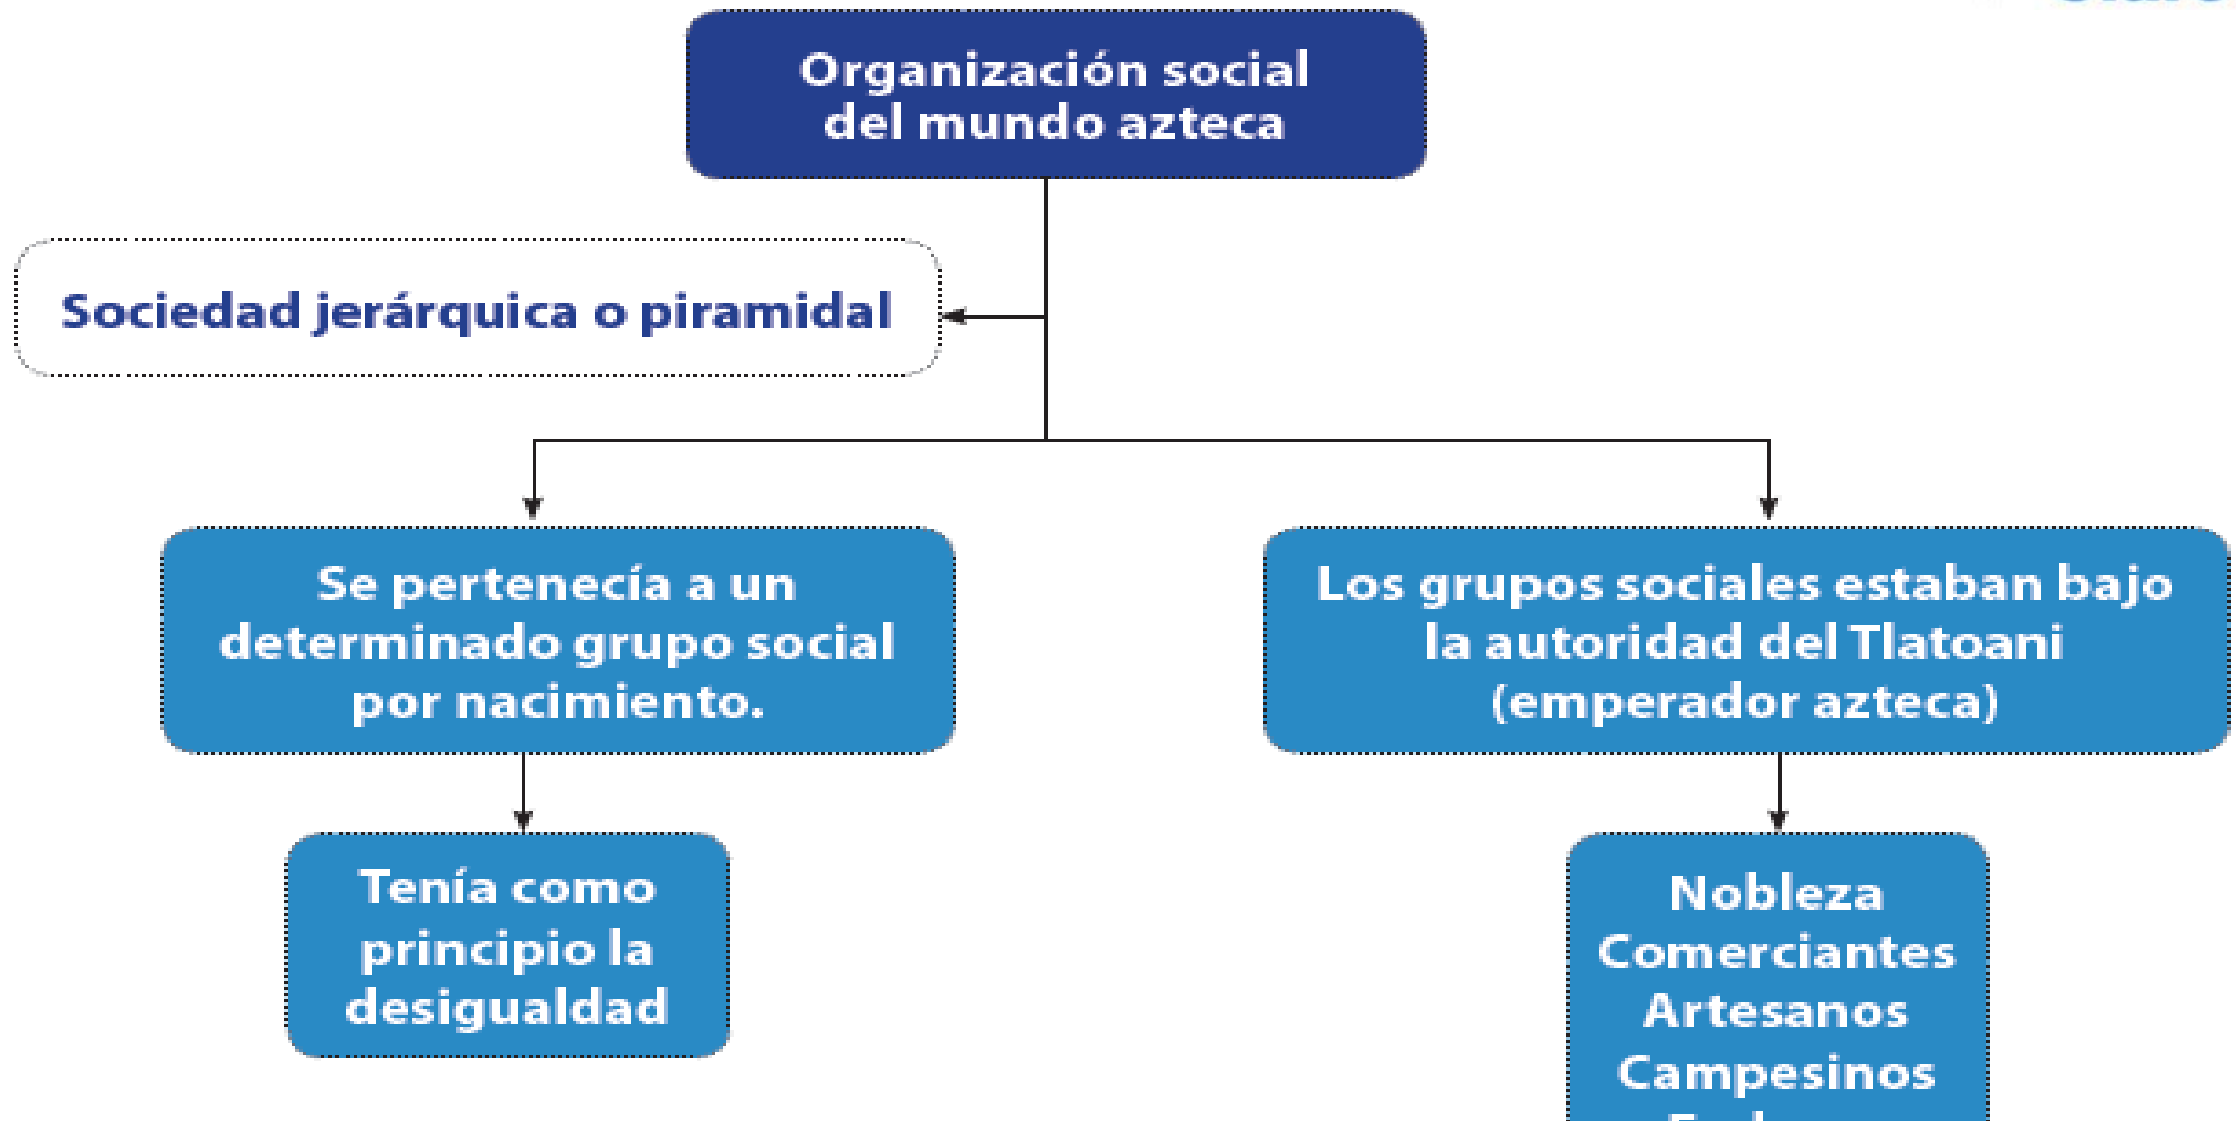 Organización social
del mundo azteca
Sociedad jerárquica o piramidal
Se pertenecía a un
determinado grupo social
por nacimiento.
Los grupos sociales estaban bajo
la autoridad del Tlatoani
(emperador azteca)
Tenía como
principio la
desigualdad
Nobleza
Comerciantes
Artesanos
Campesinos